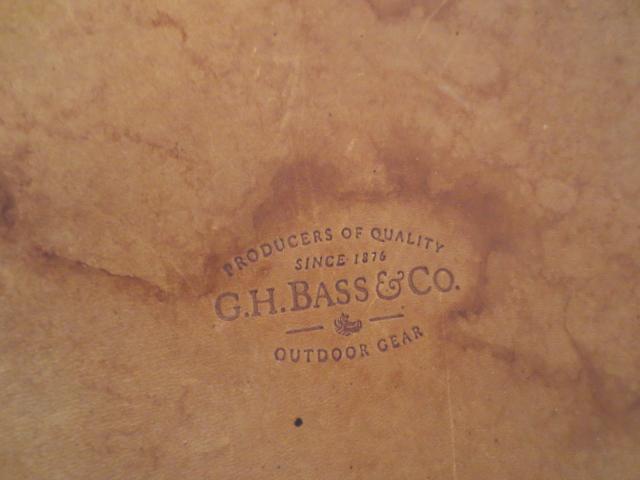 PRODUCERS OF QUALITY
SINCE 1876
G.H.BASS & CO.
OUTDOOR GEAR